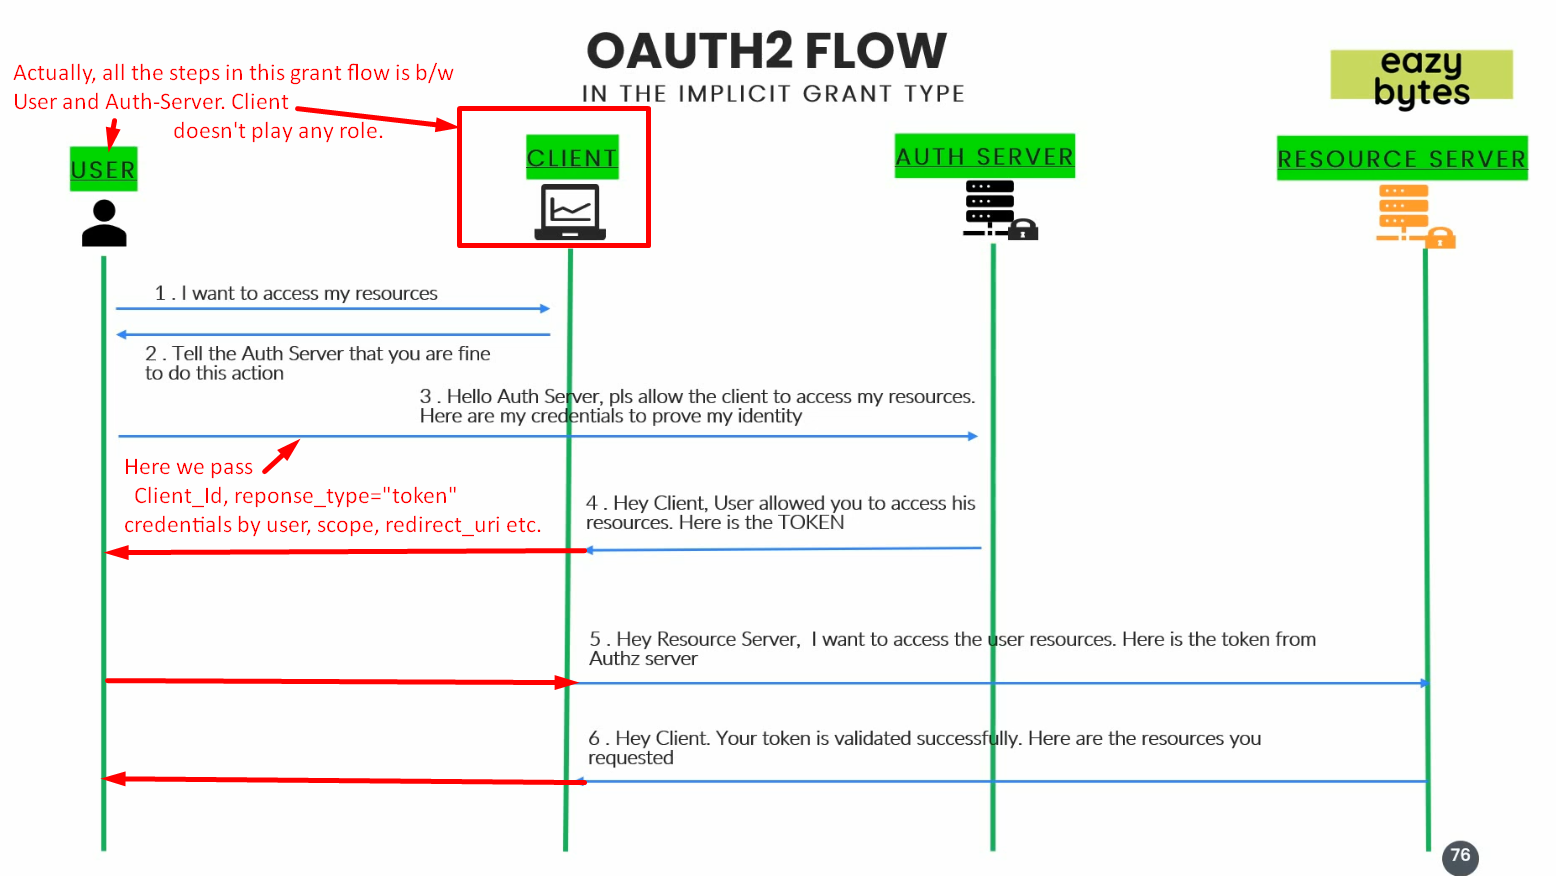 OAUTH2 FLOW
IN THE IMPLICIT GRANT TYPE
eazy
bytes
Actually, all the steps in this grant flow is b/w
User and Auth-Server. Client
doesn't play any role.
USER
CLIENT
AUTH SERVER
RESOURCE SERVER
1 . I want to access my resources
2 . Tell the Auth Server that you are fine
to do this action
3 . Hello Auth Server, pls allow the client to access my resources.
Here are my credentials to prove my identity
Here we pass
Client_Id, reponse_type="token"
credentials by user, scope, redirect_uri etc.
4 . Hey Client, User allowed you to access his
resources. Here is the TOKEN
5 . Hey Resource Server, I want to access the user resources. Here is the token from
Authz server
6 . Hey Client. Your token is validated successfully. Here are the resources you
requested
76